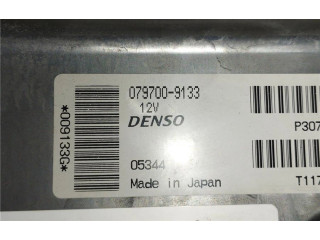 079700-9133
12V
DENSO
05344
Made in Japan
*009133G*
P307
T117